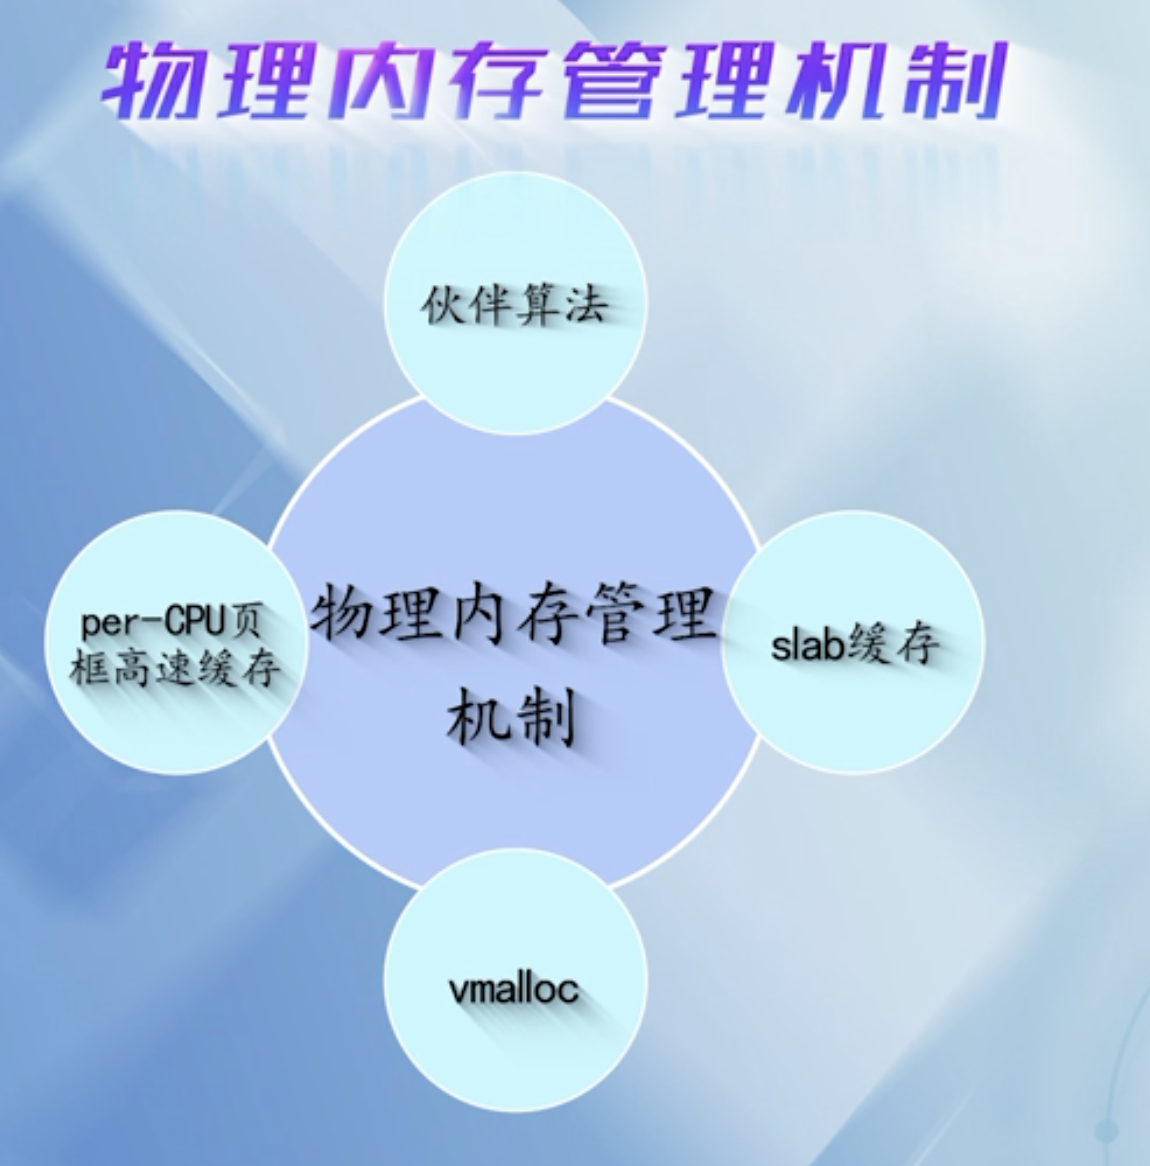 物理内存管理机制
伙伴算法
per-CPU页
框高速缓存
物理内存管理
机制
slab缓存
vmalloc